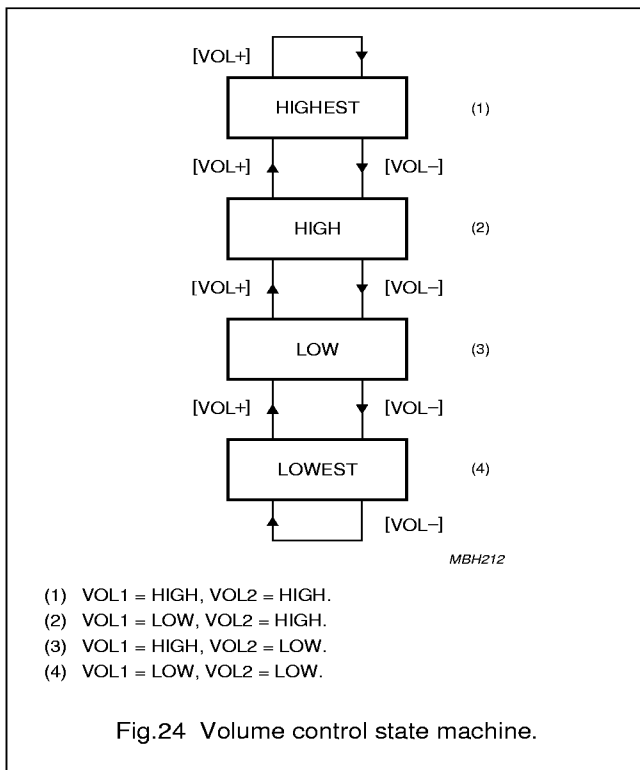 [VOL+]
HIGHEST (1)
[VOL+] [VOL−]
HIGH (2)
[VOL+] [VOL−]
LOW (3)
[VOL+] [VOL−]
LOWEST (4)
[VOL−]
MBH212
(1) VOL1 = HIGH, VOL2 = HIGH.
(2) VOL1 = LOW, VOL2 = HIGH.
(3) VOL1 = HIGH, VOL2 = LOW.
(4) VOL1 = LOW, VOL2 = LOW.
Fig.24 Volume control state machine.